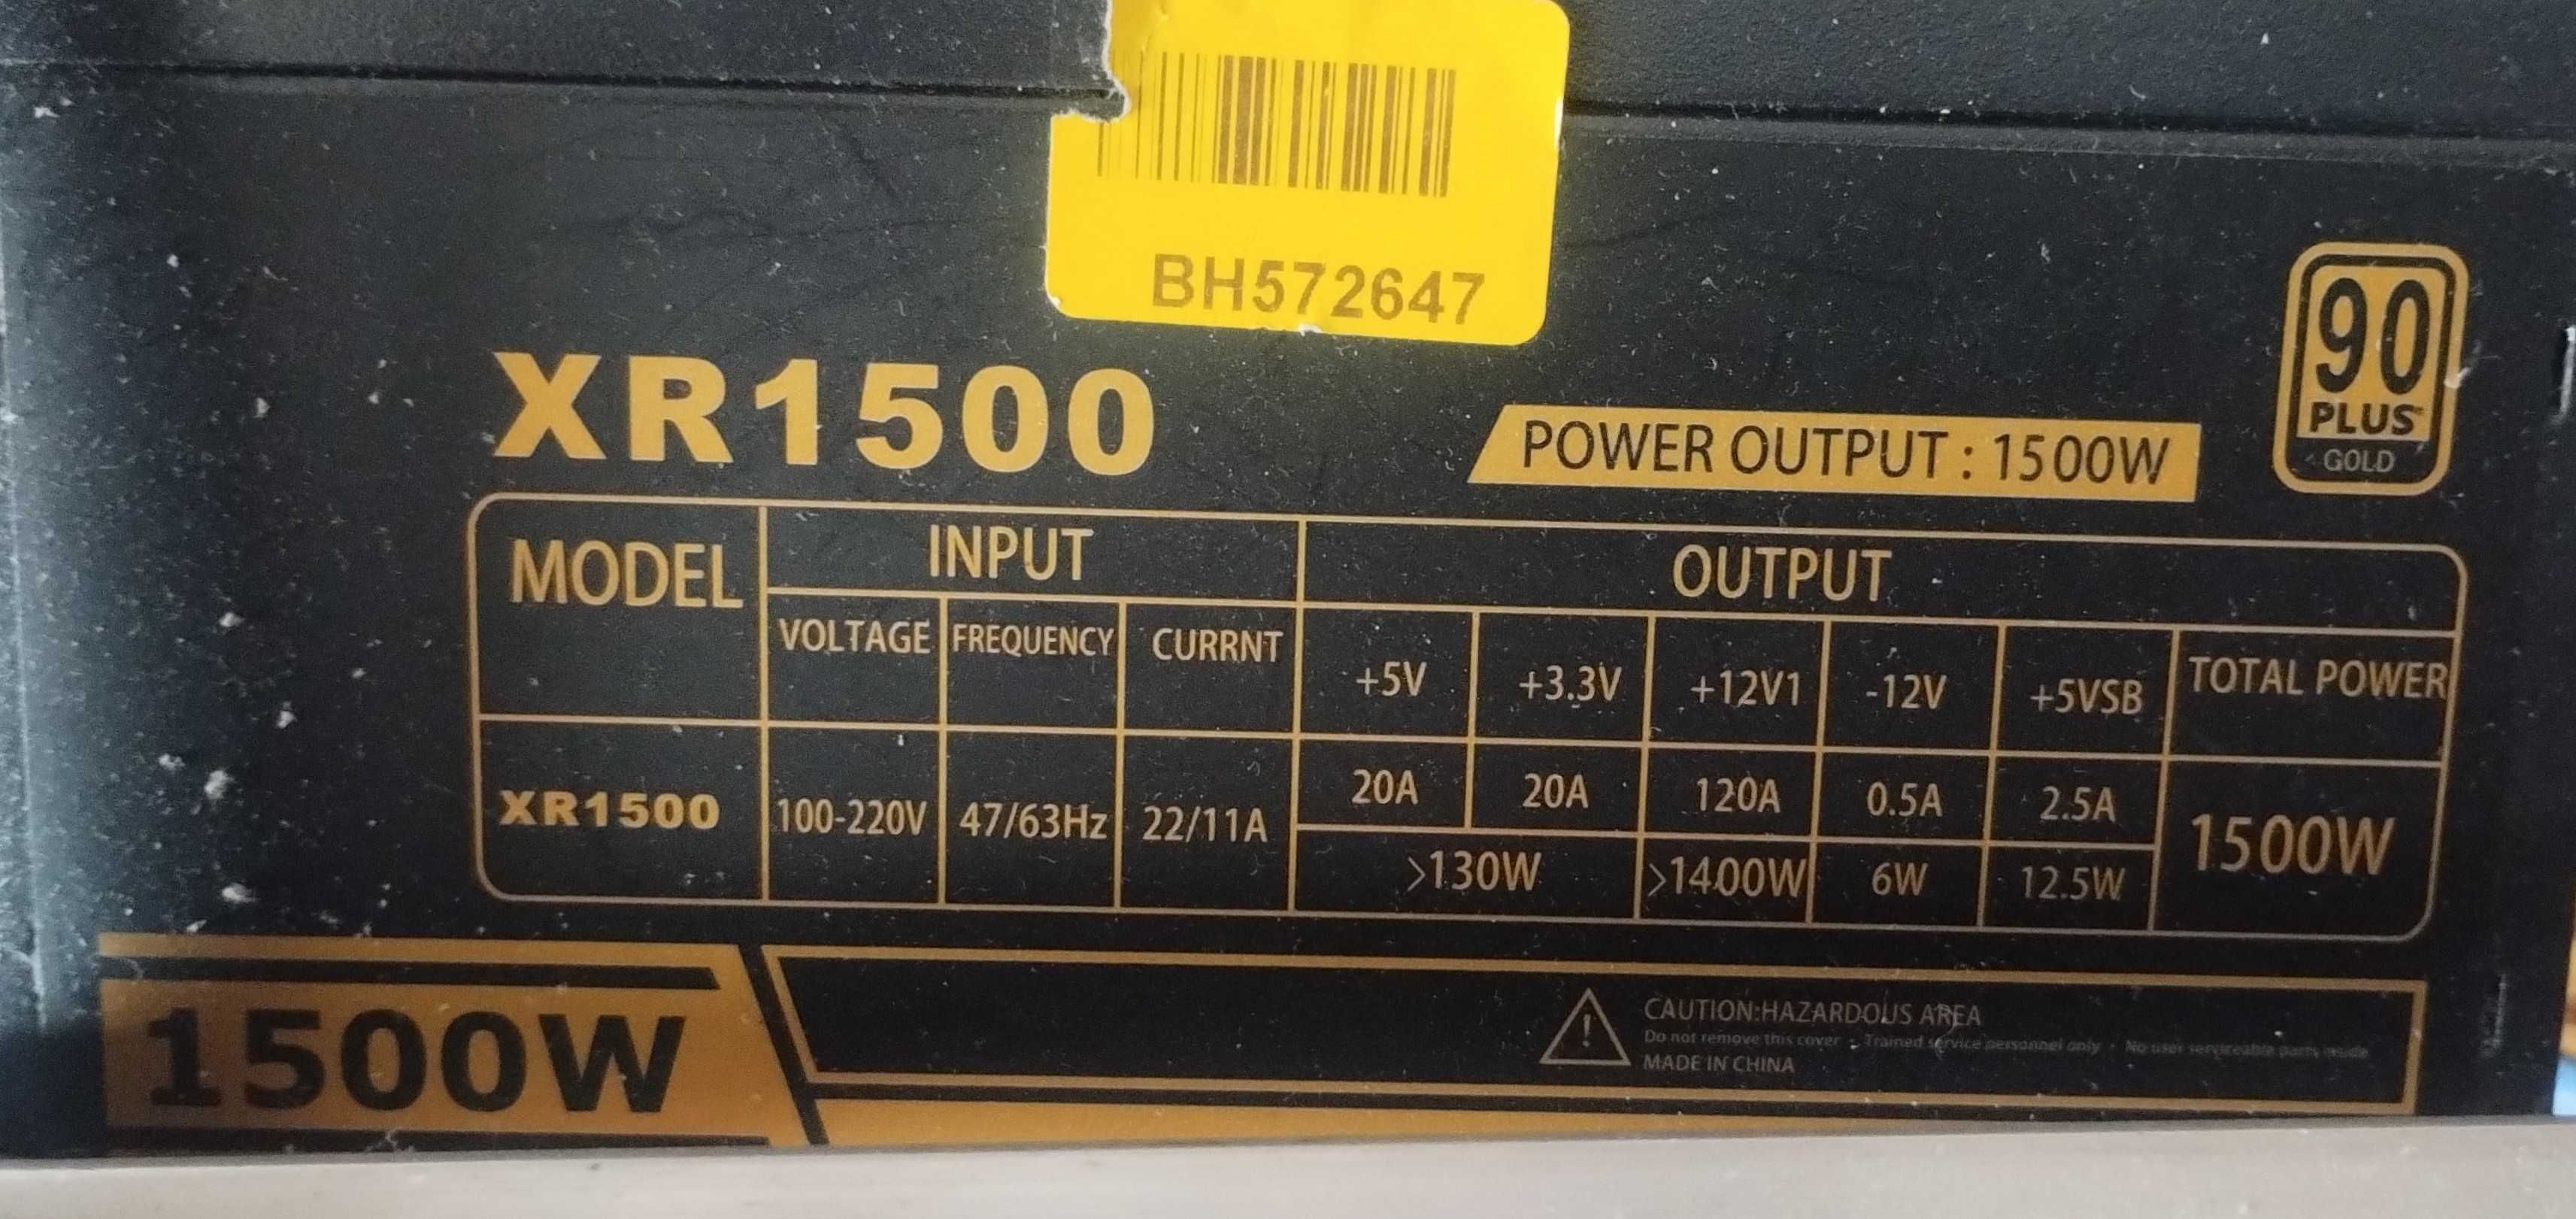 BH572647
XR1500
POWER OUTPUT : 1500W
90
PLUS
GOLD
MODEL INPUT OUTPUT
VOLTAGE FREQUENCY CURRNT +5V +3.3V +12V1 -12V +5VSB TOTAL POWER
XR1500 100-220V 47/63Hz 22/11A 20A 20A 120A 0.5A 2.5A 1500W
>130W >1400W 6W 12.5W
1500W
CAUTION:HAZARDOUS AREA
Do not remove this cover · Trained service personnel only · No user serviceable parts inside
MADE IN CHINA